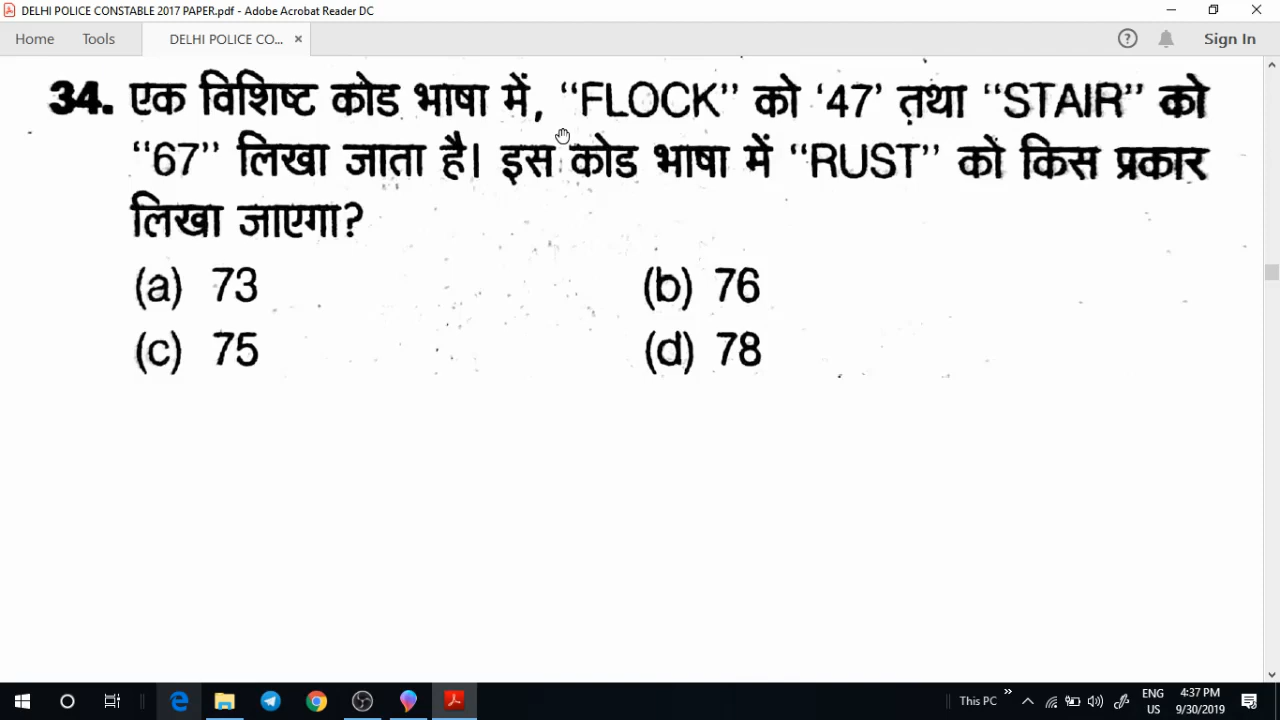 DELHI POLICE CONSTABLE 2017 PAPER.pdf - Adobe Acrobat Reader DC
Home Tools DELHI POLICE CO... × Sign In
34. एक विशिष्ट कोड भाषा में, “FLOCK” को ‘47’ तथा “STAIR” को
“67” लिखा जाता है। इस कोड भाषा में “RUST” को किस प्रकार
लिखा जाएगा?
(a) 73 (b) 76
(c) 75 (d) 78
This PC » ENG 4:37 PM
US 9/30/2019